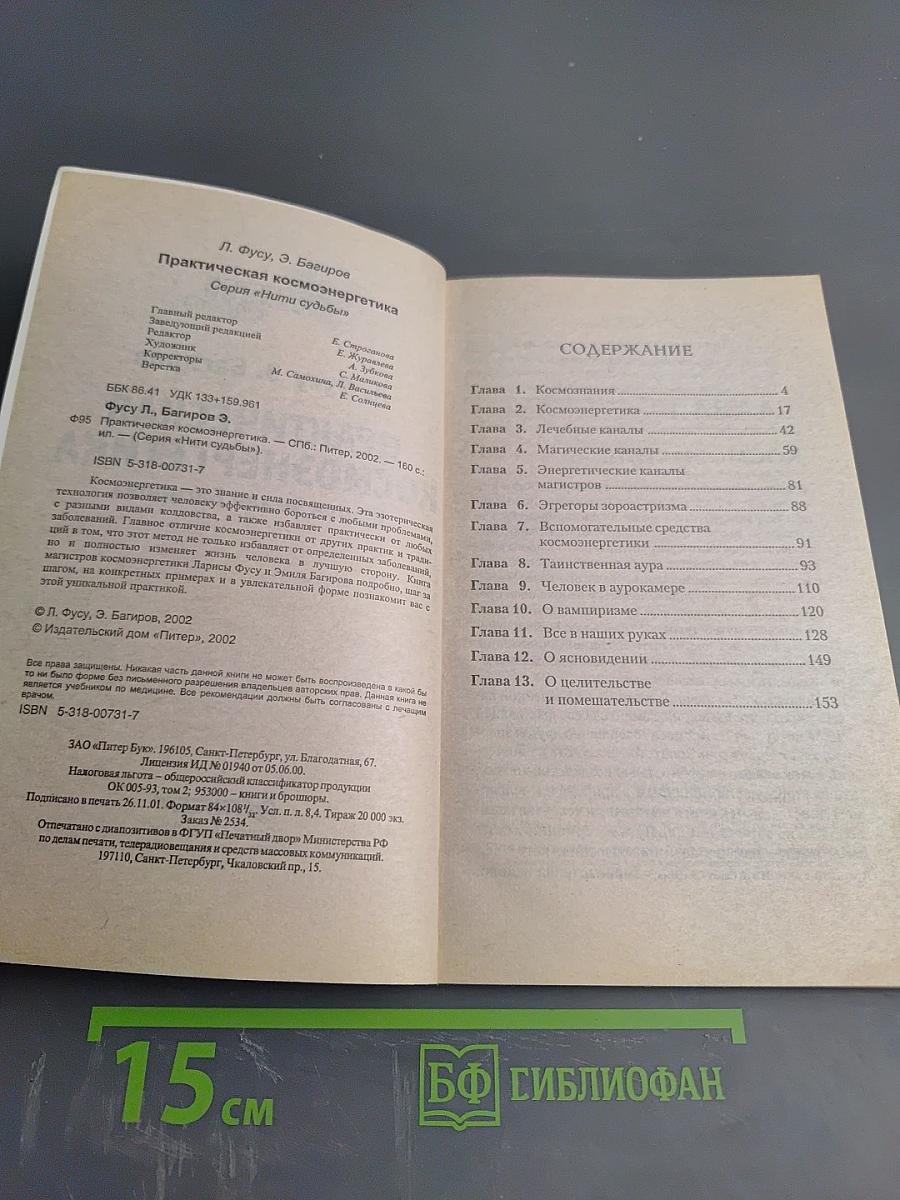 Л. Фусу, Э. Багиров
Практическая космоэнергетика
Серия «Нити судьбы»
Главный редактор Е. Строганова
Заведующий редакцией Е. Журавлева
Редактор А. Зубкова
Художник С. Маликова
Корректоры М. Самохина, Л. Васильева
Верстка Е. Солнцева
ББК 86.41 УДК 133+159.961
Фусу Л., Багиров Э.
Ф95 Практическая космоэнергетика. — СПб.: Питер, 2002. — 160 с.:
ил. — (Серия «Нити судьбы»).
ISBN 5-318-00731-7
Космоэнергетика — это знание и сила посвященных. Эта эзотерическая
технология позволяет человеку эффективно бороться с любыми проблемами,
с разными видами колдовства, а также избавляет практически от любых
заболеваний. Главное отличие космоэнергетики от других практик и тради-
ций в том, что этот метод не только избавляет от определенных заболеваний,
но и полностью изменяет жизнь человека в лучшую сторону. Книга
магистров космоэнергетики Ларисы Фусу и Эмиля Багирова подробно, шаг за
шагом, на конкретных примерах и в увлекательной форме познакомит вас с
этой уникальной практикой.
© Л. Фусу, Э. Багиров, 2002
© Издательский дом «Питер», 2002
Все права защищены. Никакая часть данной книги не может быть воспроизведена в какой бы
то ни было форме без письменного разрешения владельцев авторских прав. Данная книга не
является учебником по медицине. Все рекомендации должны быть согласованы с лечащим
врачом.
ISBN 5-318-00731-7
ЗАО «Питер Бук». 196105, Санкт-Петербург, ул. Благодатная, 67.
Лицензия ИД № 01940 от 05.06.00.
Налоговая льгота – общероссийский классификатор продукции
ОК 005-93, том 2; 953000 – книги и брошюры.
Подписано в печать 26.11.01. Формат 84×108 1/32. Усл. п. л. 8,4. Тираж 20 000 экз.
Заказ № 2534.
Отпечатано с диапозитивов в ФГУП «Печатный двор» Министерства РФ
по делам печати, телерадиовещания и средств массовых коммуникаций.
197110, Санкт-Петербург, Чкаловский пр., 15.
СОДЕРЖАНИЕ
Глава 1. Космознания ... 4
Глава 2. Космоэнергетика ... 17
Глава 3. Лечебные каналы ... 42
Глава 4. Магические каналы ... 59
Глава 5. Энергетические каналы
магистров ... 81
Глава 6. Эгрегоры зороастризма ... 88
Глава 7. Вспомогательные средства
космоэнергетики ... 91
Глава 8. Таинственная аура ... 93
Глава 9. Человек в аурокамере ... 110
Глава 10. О вампиризме ... 120
Глава 11. Все в наших руках ... 128
Глава 12. О ясновидении ... 149
Глава 13. О целительстве
и помешательстве ... 153
15 см
БФ БИБЛИОФАН